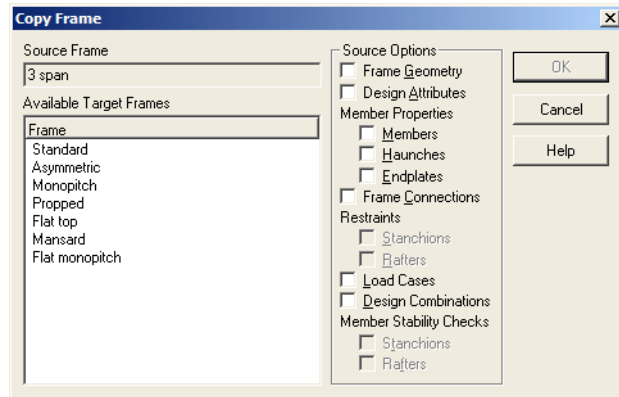 Copy Frame
Source Frame
3 span
Available Target Frames
Frame
Standard
Asymmetric
Monopitch
Propped
Flat top
Mansard
Flat monopitch
Source Options
Frame Geometry
Design Attributes
Member Properties
Members
Haunches
Endplates
Frame Connections
Restraints
Stanchions
Rafters
Load Cases
Design Combinations
Member Stability Checks
Stanchions
Rafters
OK
Cancel
Help